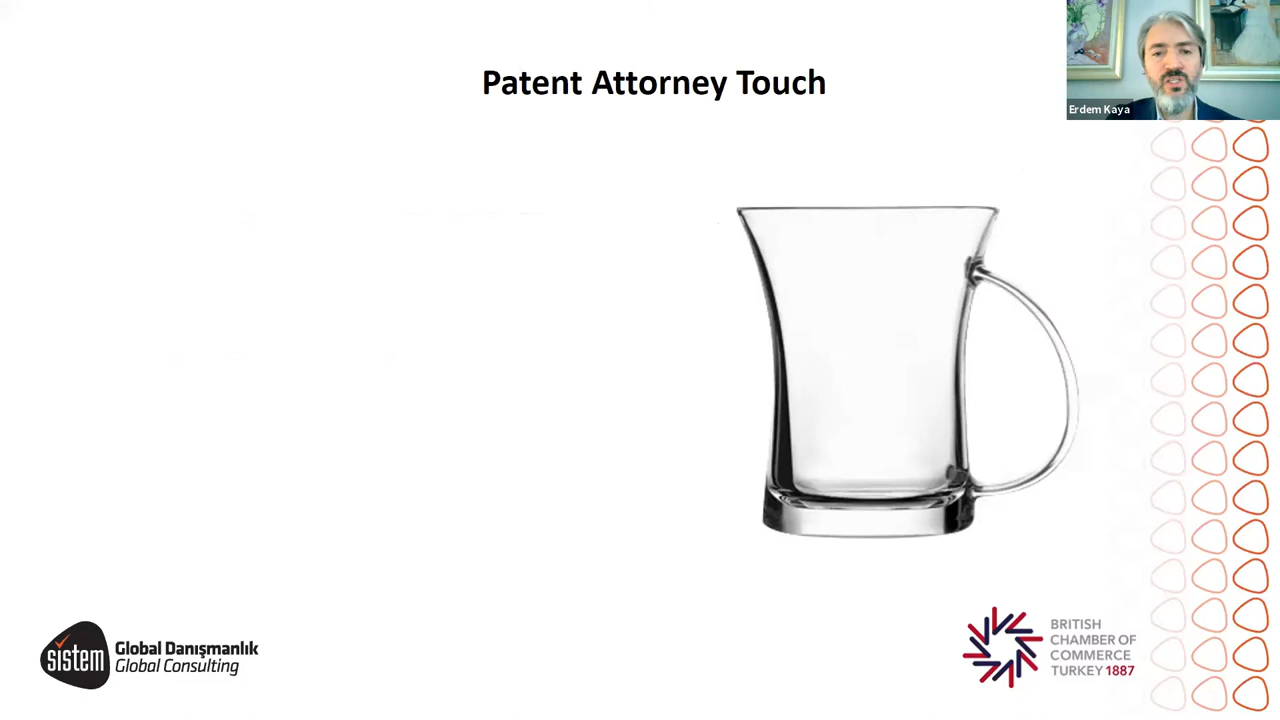 Patent Attorney Touch
Erdem Kaya
sistem
Global Danışmanlık
Global Consulting
BRITISH
CHAMBER OF
COMMERCE
TURKEY 1887